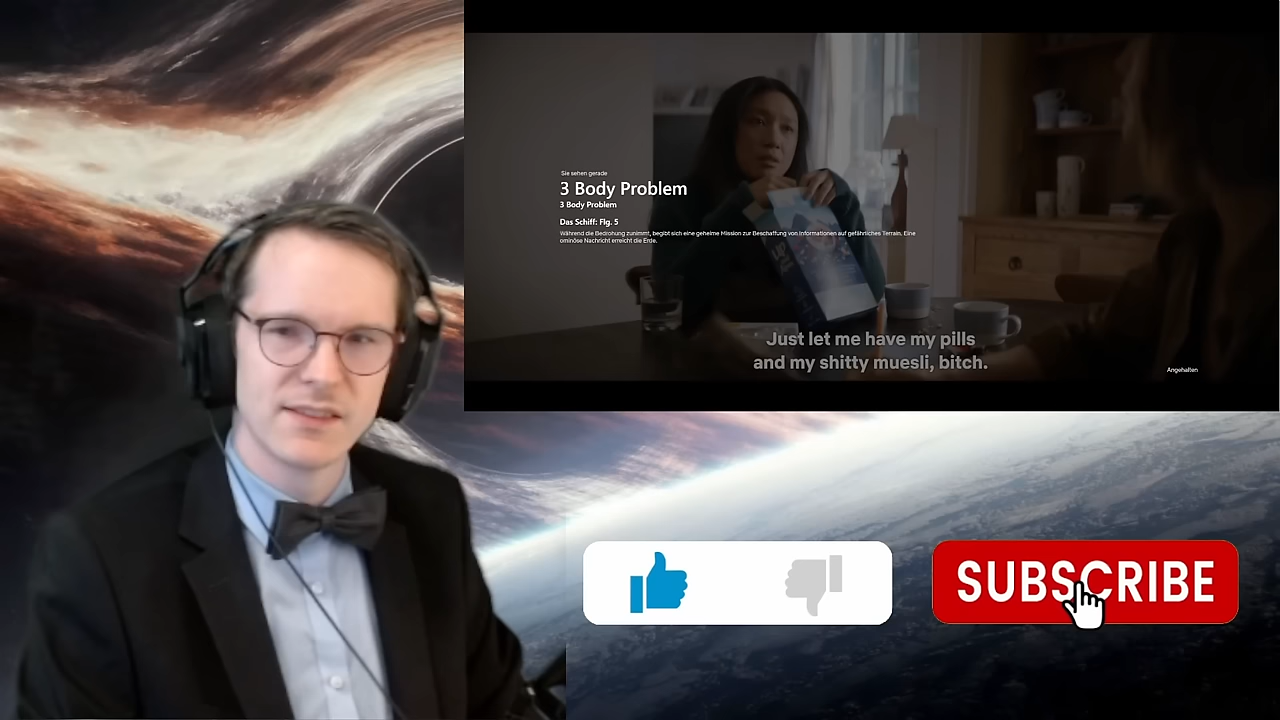 Sie sehen gerade
3 Body Problem
3 Body Problem
Das Schiff: Flg. 5
Während die Bedrohung zunimmt, begibt sich eine geheime Mission zur Beschaffung von Informationen auf gefährliches Terrain. Eine
ominöse Nachricht erreicht die Erde.
Just let me have my pills
and my shitty muesli, bitch.
Angehalten
SUBSCRIBE